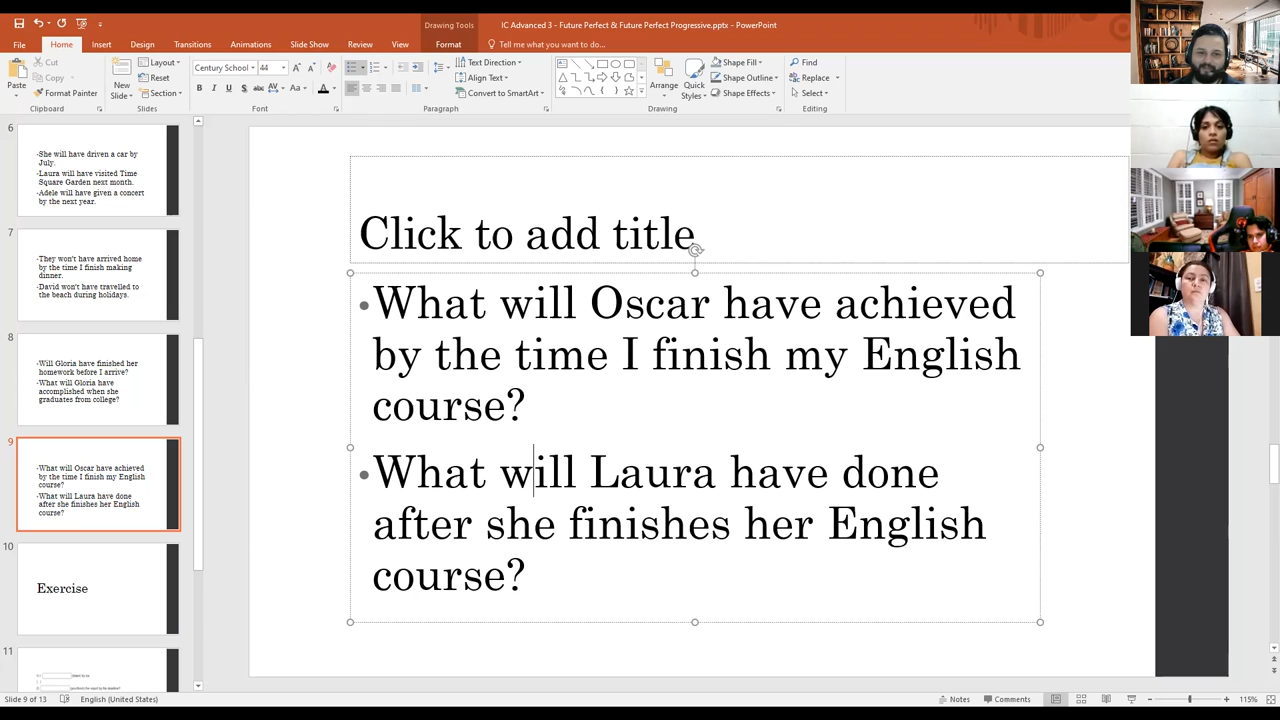 Drawing Tools
IC Advanced 3 - Future Perfect & Future Perfect Progressive.pptx - PowerPoint
File Home Insert Design Transitions Animations Slide Show Review View Format Tell me what you want to do...
Paste
Cut
Copy
Format Painter
Clipboard
New
Slide
Layout
Reset
Section
Slides
Century School 44
B I U S abc AV Aa A
Font
Text Direction
Align Text
Convert to SmartArt
Paragraph
Arrange
Quick
Styles
Shape Fill
Shape Outline
Shape Effects
Drawing
Find
Replace
Select
Editing
6
-She will have driven a car by
July.
-Laura will have visited Time
Square Garden next month.
-Adele will have given a concert
by the next year.
7
-They won't have arrived home
by the time I finish making
dinner.
-David won't have travelled to
the beach during holidays.
8
-Will Gloria have finished her
homework before I arrive?
-What will Gloria have
accomplished when she
graduates from college?
9
-What will Oscar have achieved
by the time I finish my English
course?
-What will Laura have done
after she finishes her English
course?
10
Exercise
11
Click to add title
•What will Oscar have achieved
by the time I finish my English
course?
•What will Laura have done
after she finishes her English
course?
Slide 9 of 13 English (United States) Notes Comments 115%